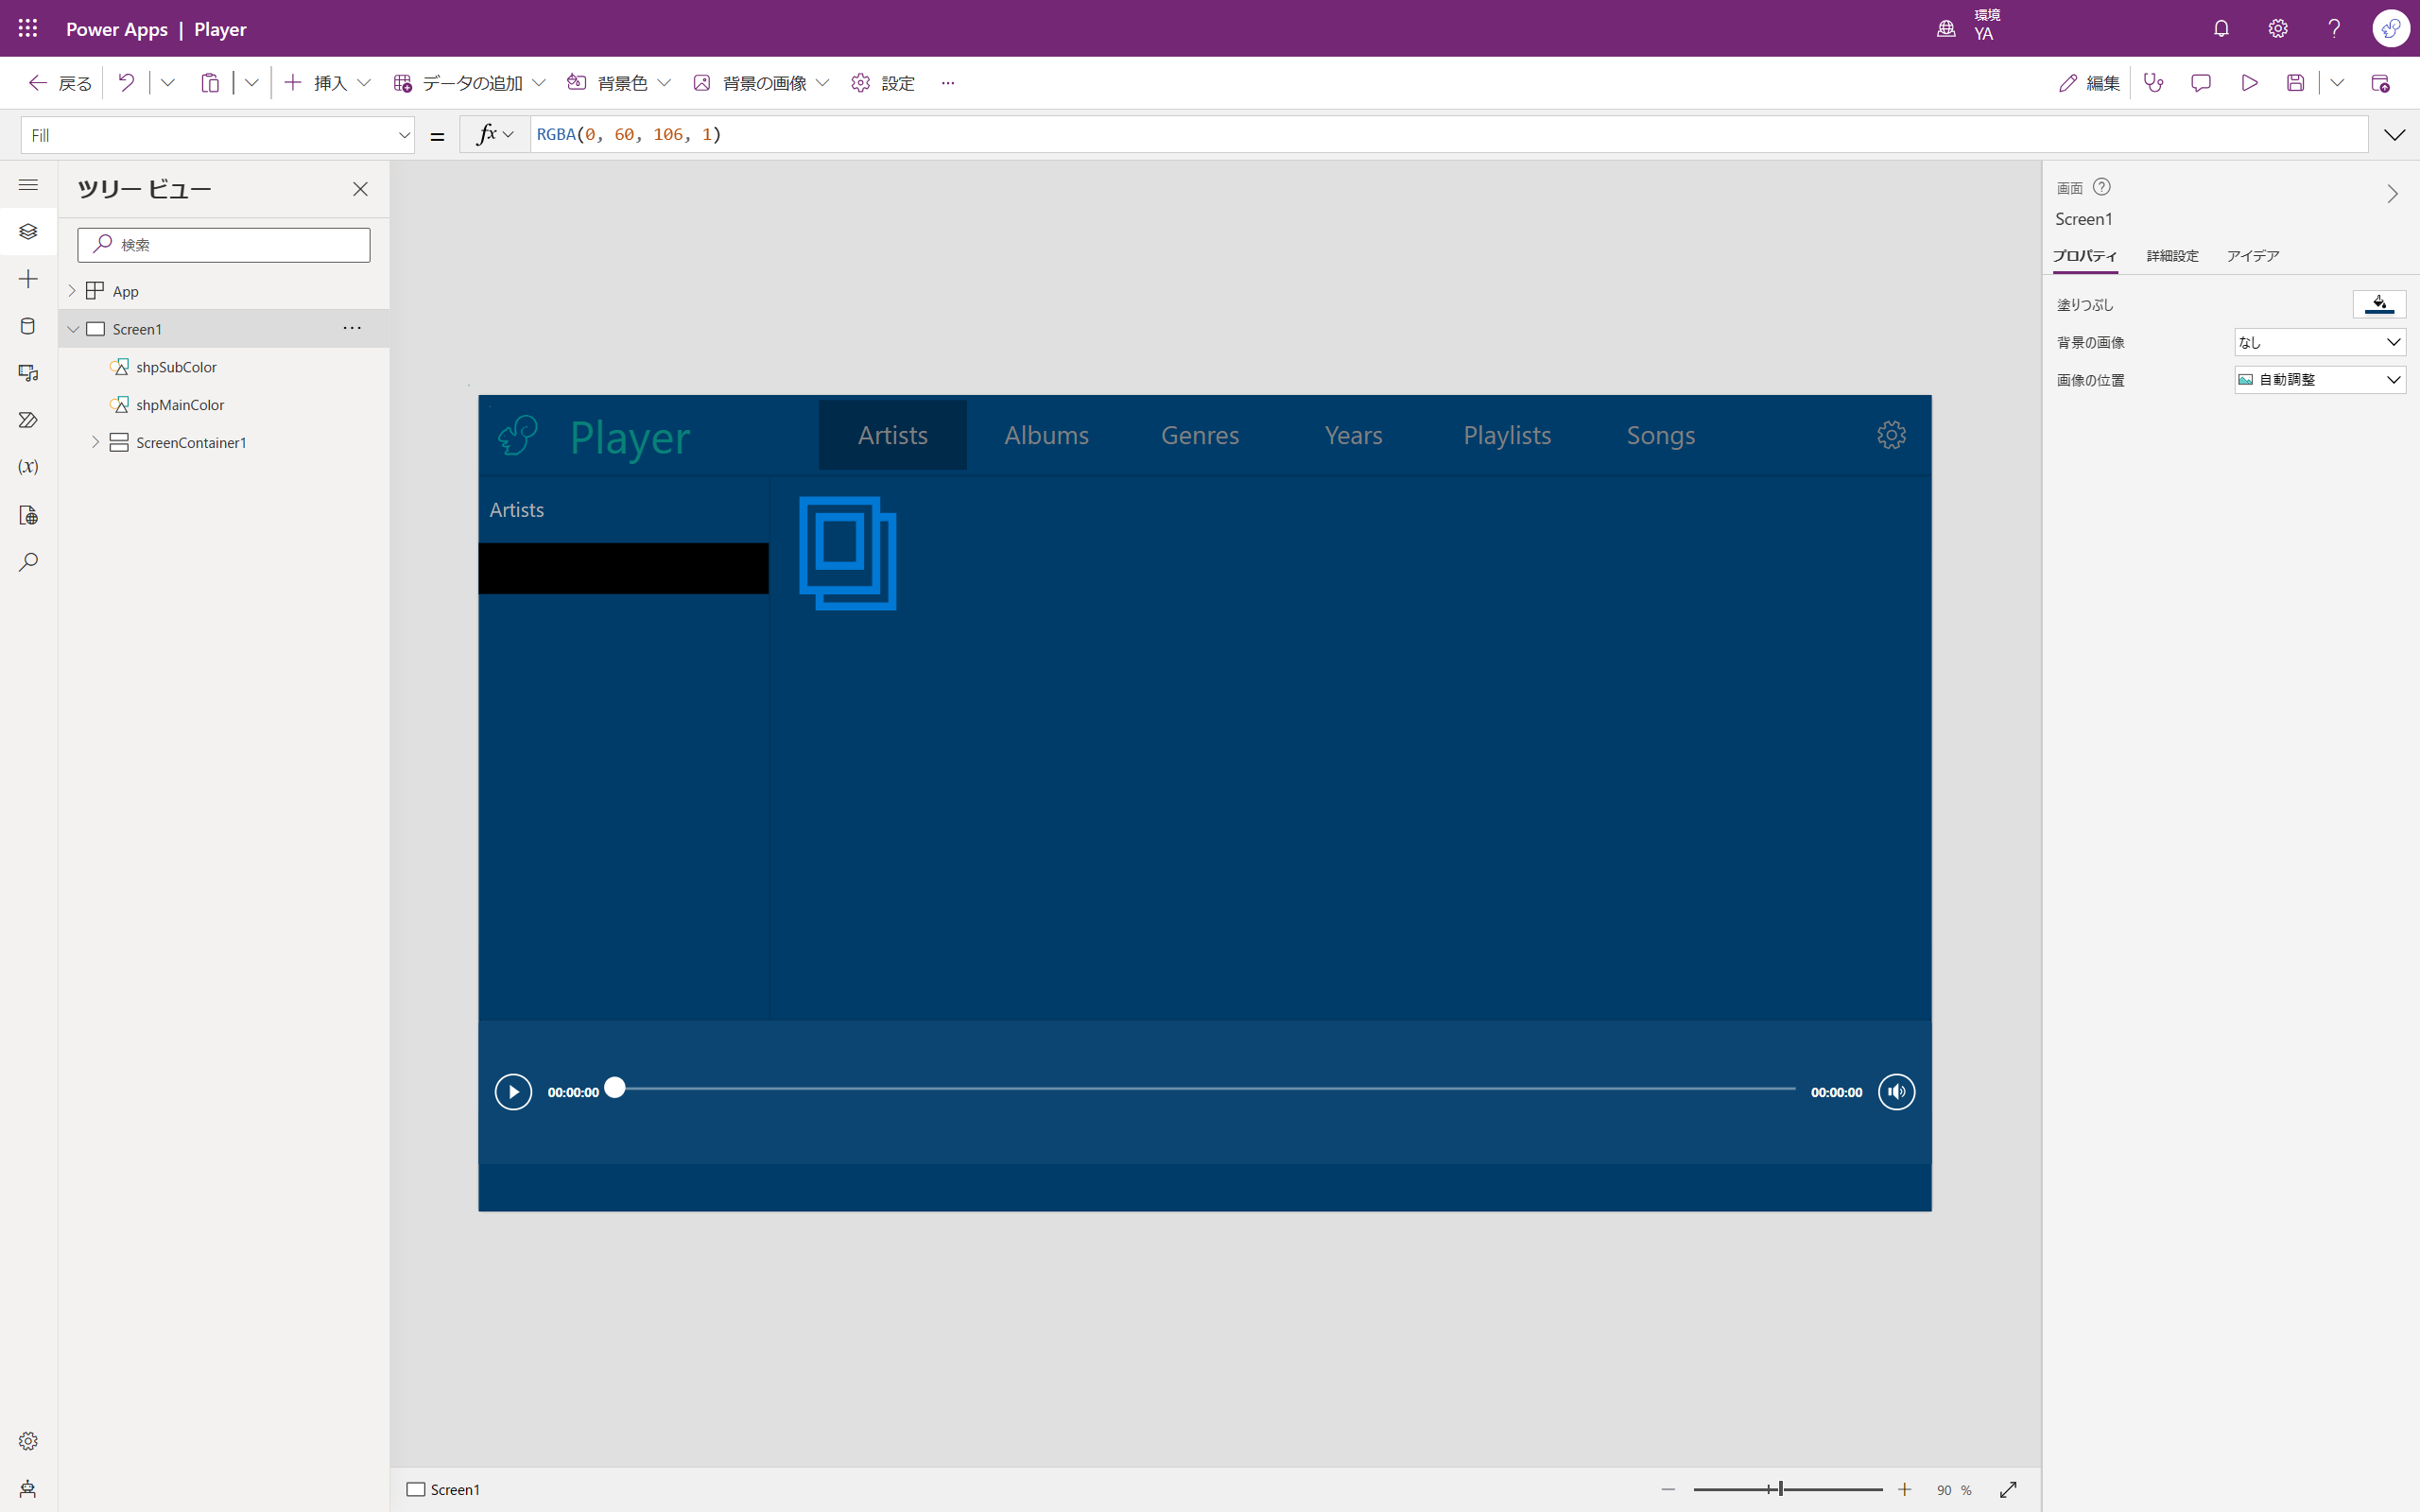 Power Apps | Player
環境
YA
戻る
挿入
データの追加
背景色
背景の画像
設定
編集
Fill
=
fx
RGBA(0, 60, 106, 1)
ツリー ビュー
検索
App
Screen1
shpSubColor
shpMainColor
ScreenContainer1
(x)
Player
Artists
Albums
Genres
Years
Playlists
Songs
Artists
00:00:00
00:00:00
画面
Screen1
プロパティ
詳細設定
アイデア
塗りつぶし
背景の画像
なし
画像の位置
自動調整
Screen1
90 %